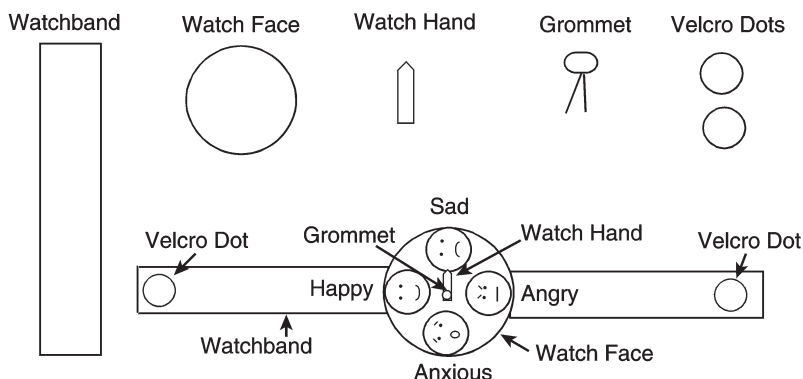 Watchband
Watch Face
Watch Hand
Grommet
Velcro Dots
Sad
Velcro Dot
Grommet
Watch Hand
Velcro Dot
Happy
Angry
Watchband
Watch Face
Anxious